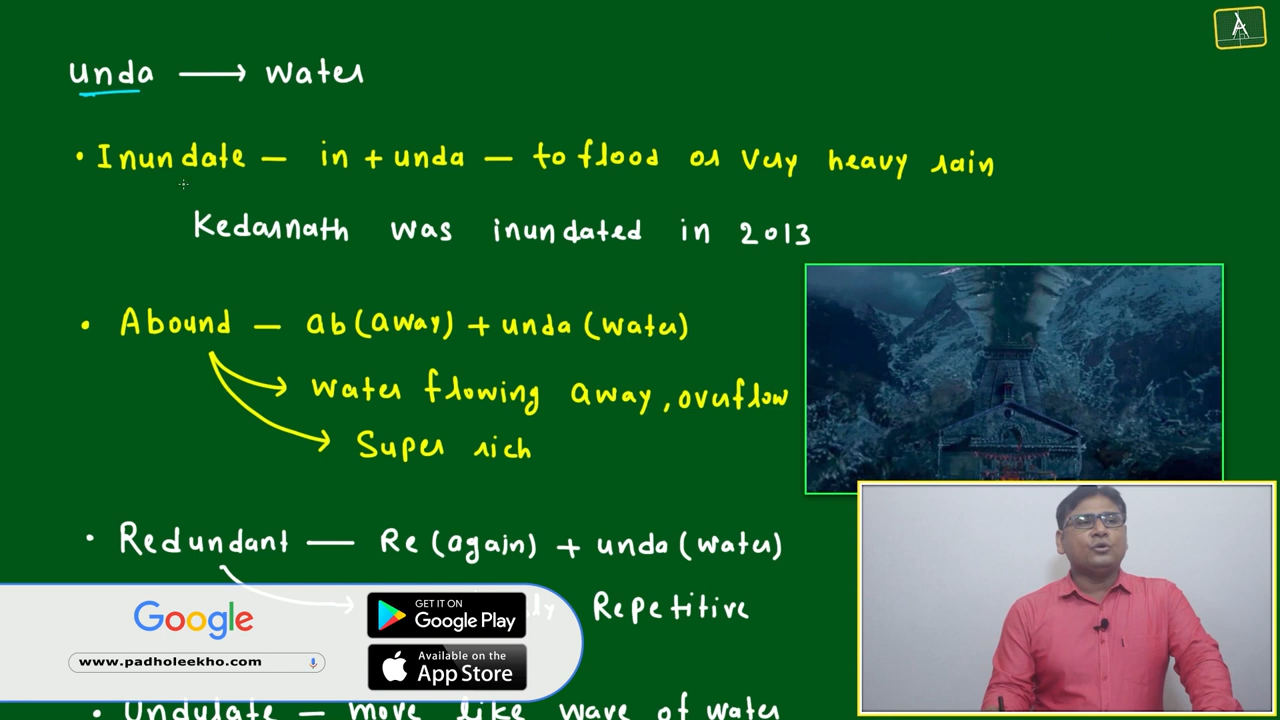 A
unda → water
• Inundate — in + unda — to flood or very heavy rain
Kedarnath was inundated in 2013
• Abound — ab (away) + unda (water)
water flowing away, overflow
Super rich
• Redundant — Re (again) + unda (water)
Repetitive
Google
GET IT ON
Google Play
www.padholeekho.com
Available on the
App Store
• Undulate — move like wave of water